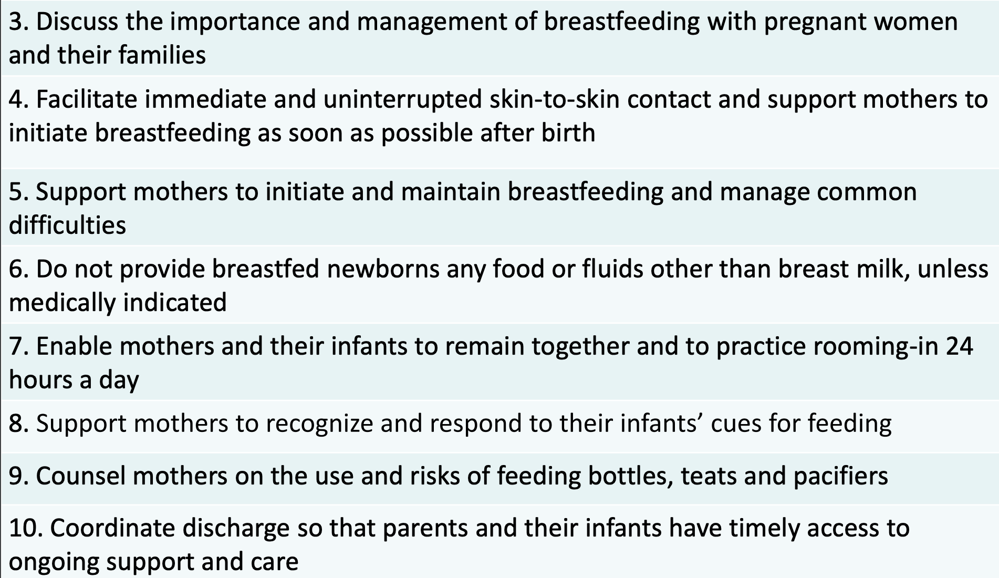 3. Discuss the importance and management of breastfeeding with pregnant women
and their families
4. Facilitate immediate and uninterrupted skin-to-skin contact and support mothers to
initiate breastfeeding as soon as possible after birth
5. Support mothers to initiate and maintain breastfeeding and manage common
difficulties
6. Do not provide breastfed newborns any food or fluids other than breast milk, unless
medically indicated
7. Enable mothers and their infants to remain together and to practice rooming-in 24
hours a day
8. Support mothers to recognize and respond to their infants’ cues for feeding
9. Counsel mothers on the use and risks of feeding bottles, teats and pacifiers
10. Coordinate discharge so that parents and their infants have timely access to
ongoing support and care